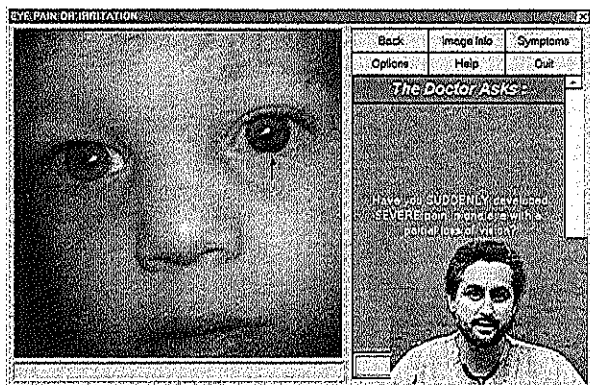 EYE PAIN OR IRRITATION
Back
Image Info
Symptoms
Options
Help
Quit
The Doctor Asks :
Have you SUDDENLY developed
SEVERE pain in one eye with a
partial loss of vision?